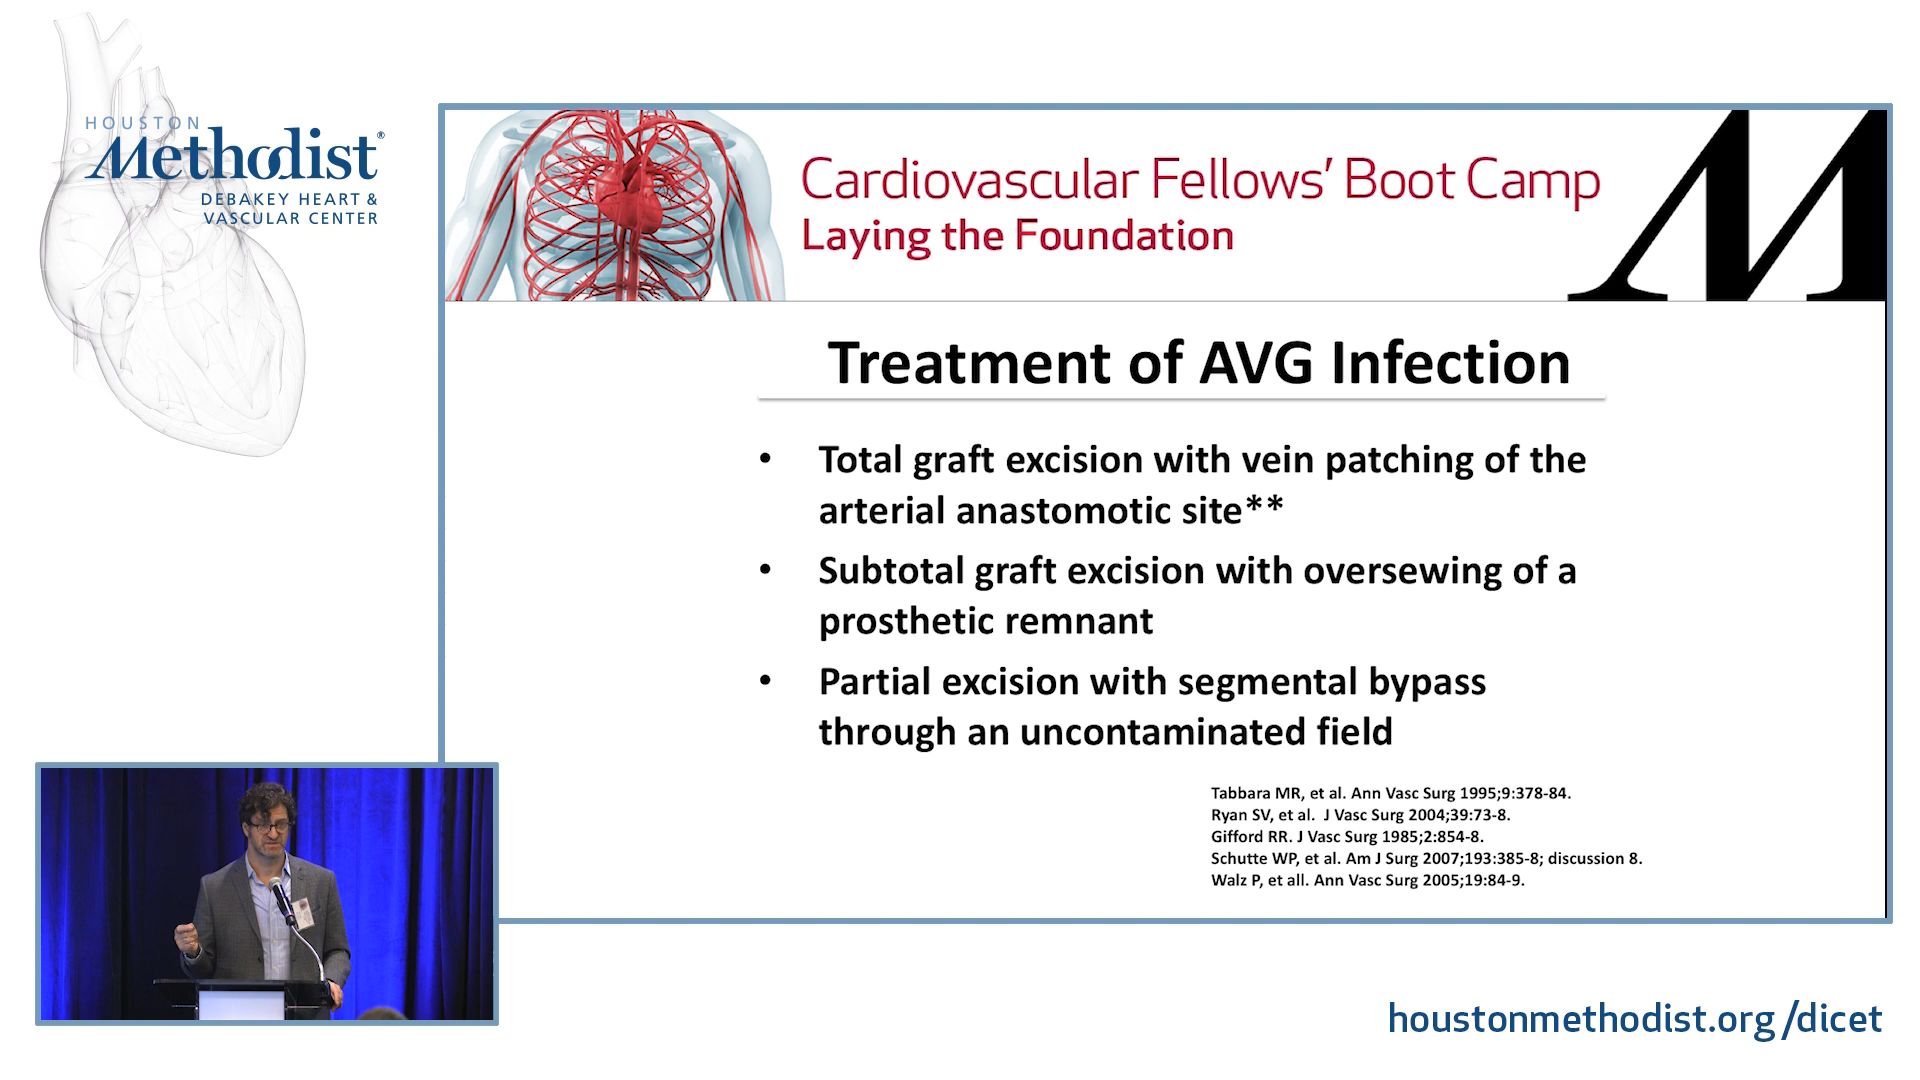 HOUSTON
Methodist®
DEBAKEY HEART &
VASCULAR CENTER
Cardiovascular Fellows' Boot Camp
Laying the Foundation
M
Treatment of AVG Infection
• Total graft excision with vein patching of the
arterial anastomotic site**
• Subtotal graft excision with oversewing of a
prosthetic remnant
• Partial excision with segmental bypass
through an uncontaminated field
Tabbara MR, et al. Ann Vasc Surg 1995;9:378-84.
Ryan SV, et al. J Vasc Surg 2004;39:73-8.
Gifford RR. J Vasc Surg 1985;2:854-8.
Schutte WP, et al. Am J Surg 2007;193:385-8; discussion 8.
Walz P, et all. Ann Vasc Surg 2005;19:84-9.
houstonmethodist.org/dicet